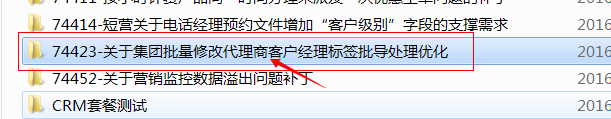 74414-短营关于电话经理预约文件增加“客户级别”字段的支撑需求 2016
74423-关于集团批量修改代理商客户经理标签批导处理优化 2016
74452-关于营销监控数据溢出问题补丁 2016
CRM套餐测试 2016